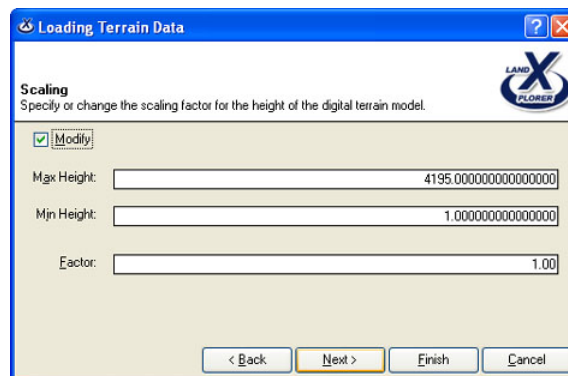 Loading Terrain Data
LAND
XPLORER
Scaling
Specify or change the scaling factor for the height of the digital terrain model.
Modify
Max Height: 4195.000000000000000
Min Height: 1.000000000000000
Factor: 1.00
< Back Next > Finish Cancel